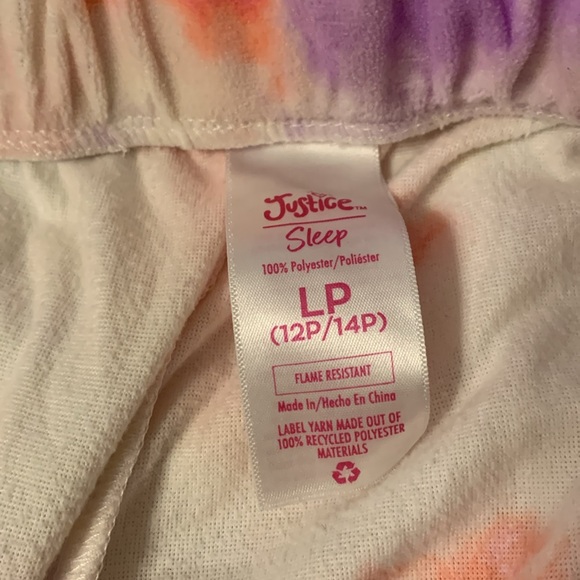 Justice™
Sleep
100% Polyester/Poliéster
LP
(12P/14P)
FLAME RESISTANT
Made In/Hecho En China
LABEL YARN MADE OUT OF
100% RECYCLED POLYESTER
MATERIALS